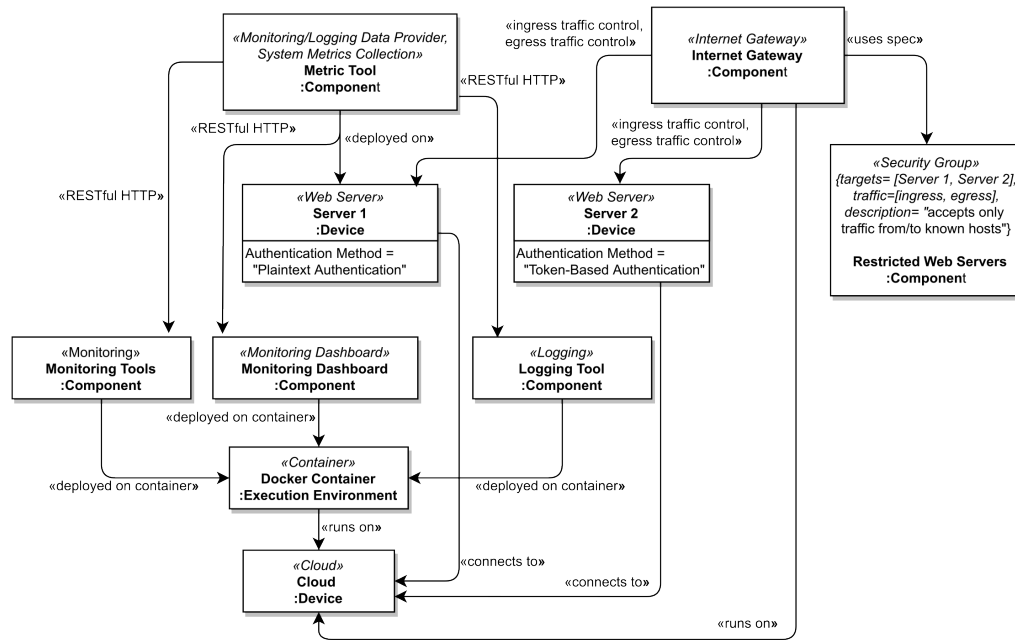 «Monitoring/Logging Data Provider,
System Metrics Collection»
Metric Tool
:Component
«ingress traffic control,
egress traffic control»
«Internet Gateway»
Internet Gateway
:Component
«uses spec»
«RESTful HTTP»
«RESTful HTTP»
«deployed on»
«ingress traffic control,
egress traffic control»
«RESTful HTTP»
«Security Group»
{targets= [Server 1, Server 2],
traffic=[ingress, egress],
description= "accepts only
traffic from/to known hosts"}
Restricted Web Servers
:Component
«Web Server»
Server 1
:Device
Authentication Method =
"Plaintext Authentication"
«Web Server»
Server 2
:Device
Authentication Method =
"Token-Based Authentication"
«Monitoring»
Monitoring Tools
:Component
«Monitoring Dashboard»
Monitoring Dashboard
:Component
«Logging»
Logging Tool
:Component
«deployed on container»
«deployed on container»
«Container»
Docker Container
:Execution Environment
«deployed on container»
«runs on»
«Cloud»
Cloud
:Device
«connects to»
«connects to»
«runs on»